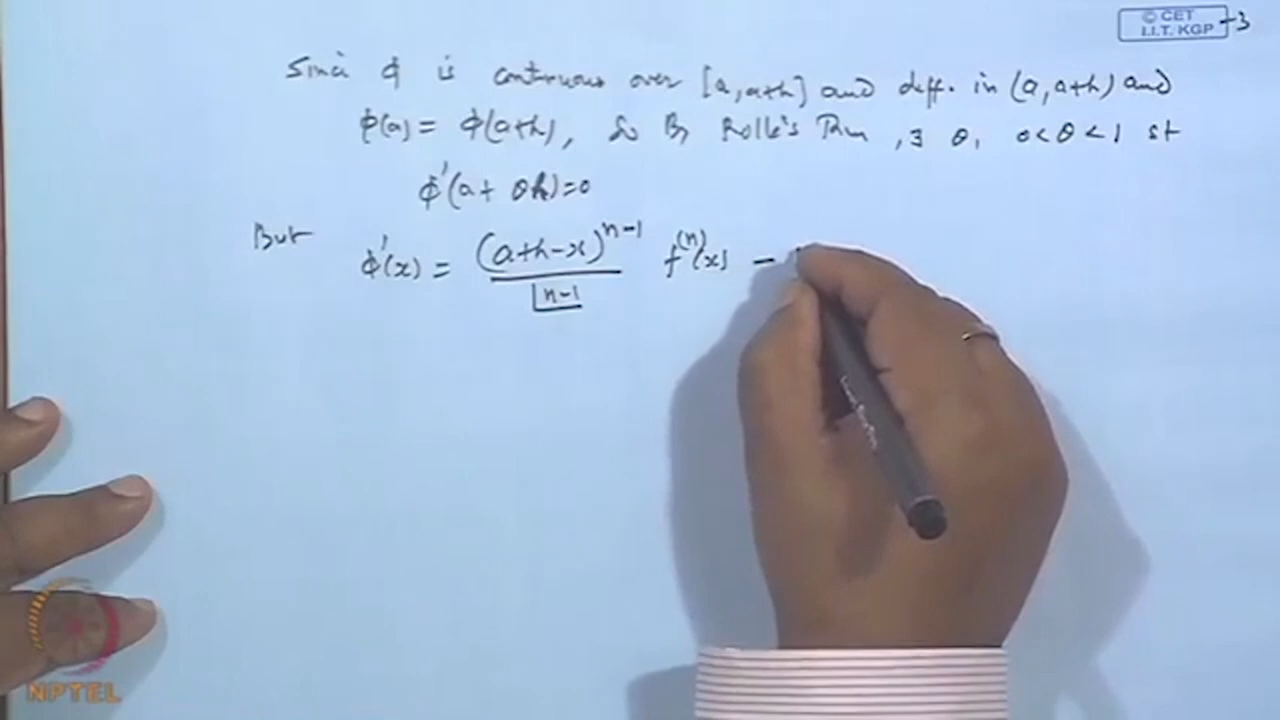 © CET
I.I.T. KGP
-3
Since ϕ is continuous over [a, a+h] and diff. in (a, a+h) and
ϕ(a) = ϕ(a+h), So By Rolle's Thm, ∃ θ, 0<θ<1 st
ϕ'(a+ θh)=0
But ϕ'(x) = (a+h-x)^{n-1} / |n-1 f^{(n)}(x) -
NPTEL